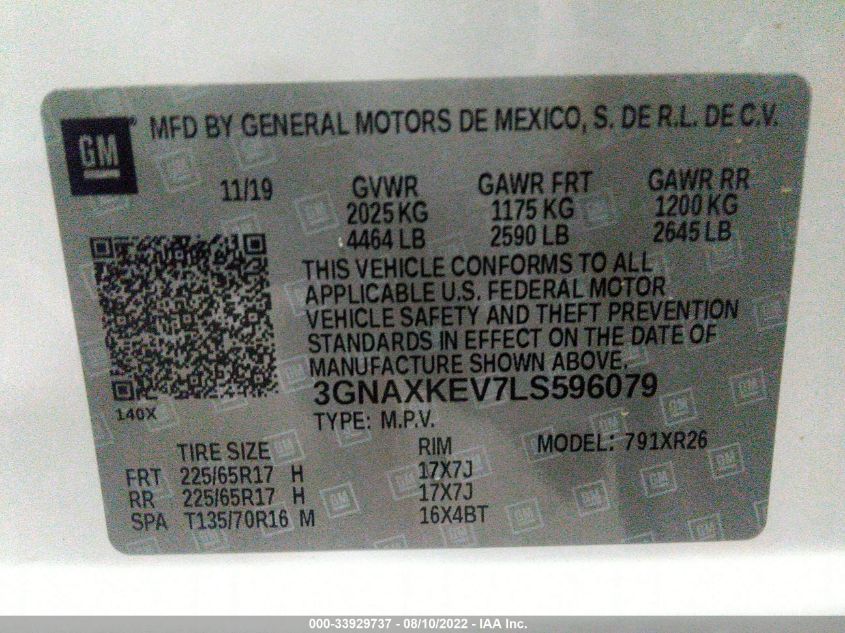 GM ® MFD BY GENERAL MOTORS DE MEXICO, S. DE R.L. DE C.V.
11/19 GVWR GAWR FRT GAWR RR
2025 KG 1175 KG 1200 KG
4464 LB 2590 LB 2645 LB
THIS VEHICLE CONFORMS TO ALL
APPLICABLE U.S. FEDERAL MOTOR
VEHICLE SAFETY AND THEFT PREVENTION
STANDARDS IN EFFECT ON THE DATE OF
MANUFACTURE SHOWN ABOVE.
3GNAXKEV7LS596079
140X
TYPE: M.P.V.
TIRE SIZE RIM MODEL: 791XR26
FRT 225/65R17 H 17X7J
RR 225/65R17 H 17X7J
SPA T135/70R16 M 16X4BT
000-33929737 - 08/10/2022 - IAA Inc.